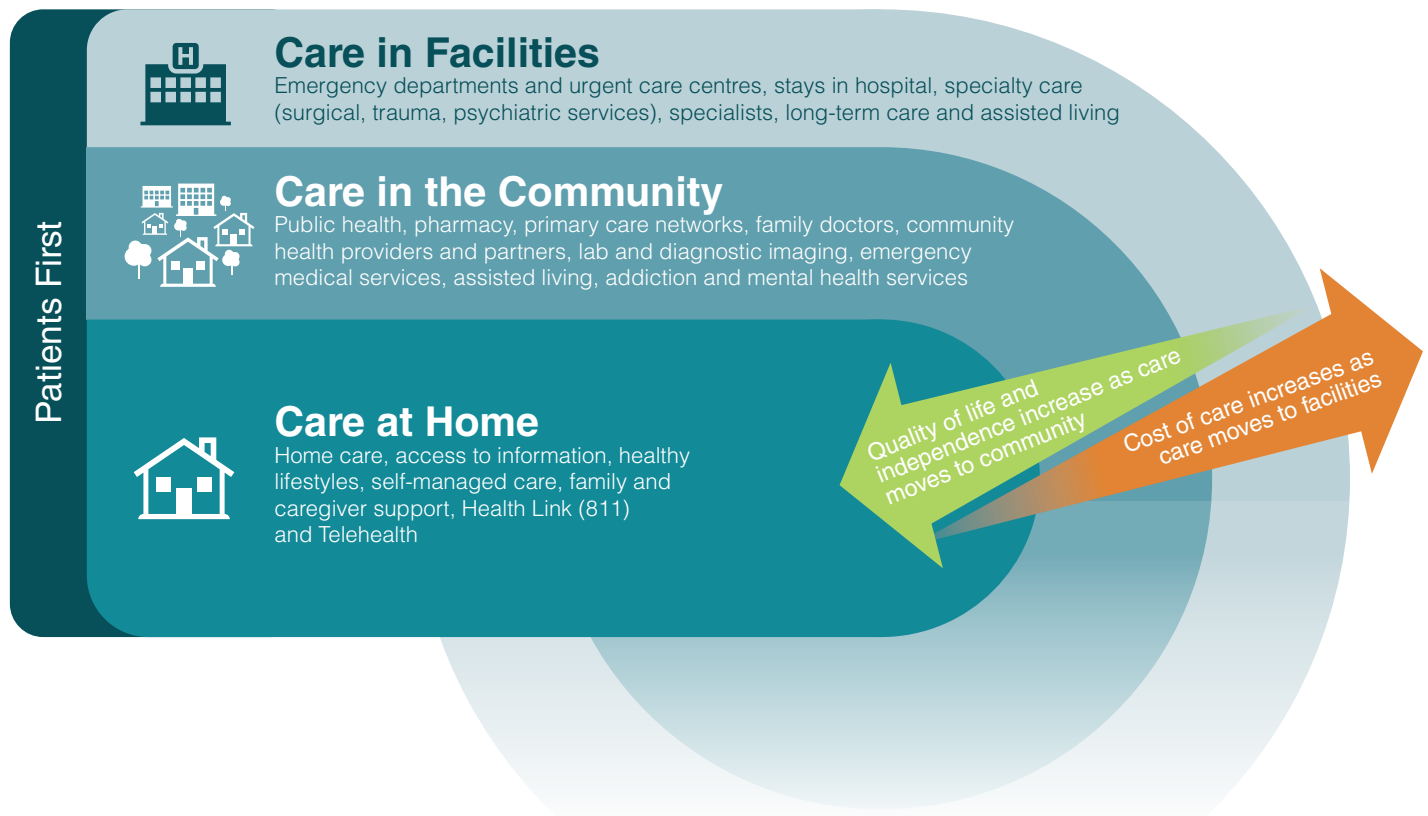 Patients First
H
Care in Facilities
Emergency departments and urgent care centres, stays in hospital, specialty care
(surgical, trauma, psychiatric services), specialists, long-term care and assisted living
Care in the Community
Public health, pharmacy, primary care networks, family doctors, community
health providers and partners, lab and diagnostic imaging, emergency
medical services, assisted living, addiction and mental health services
Care at Home
Home care, access to information, healthy
lifestyles, self-managed care, family and
caregiver support, Health Link (811)
and Telehealth
Quality of life and
independence increase as care
moves to community
Cost of care increases as
care moves to facilities